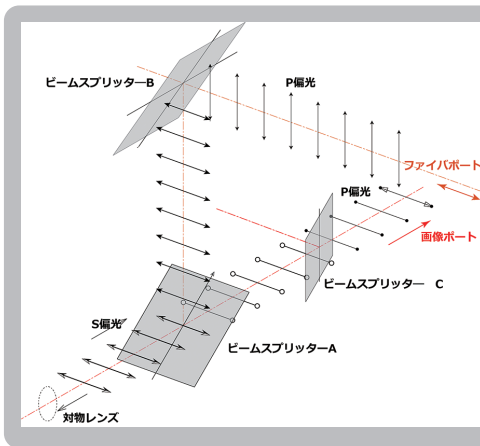 ビームスプリッターB
P偏光
ファイバポート
P偏光
画像ポート
ビームスプリッター C
S偏光
ビームスプリッターA
対物レンズ